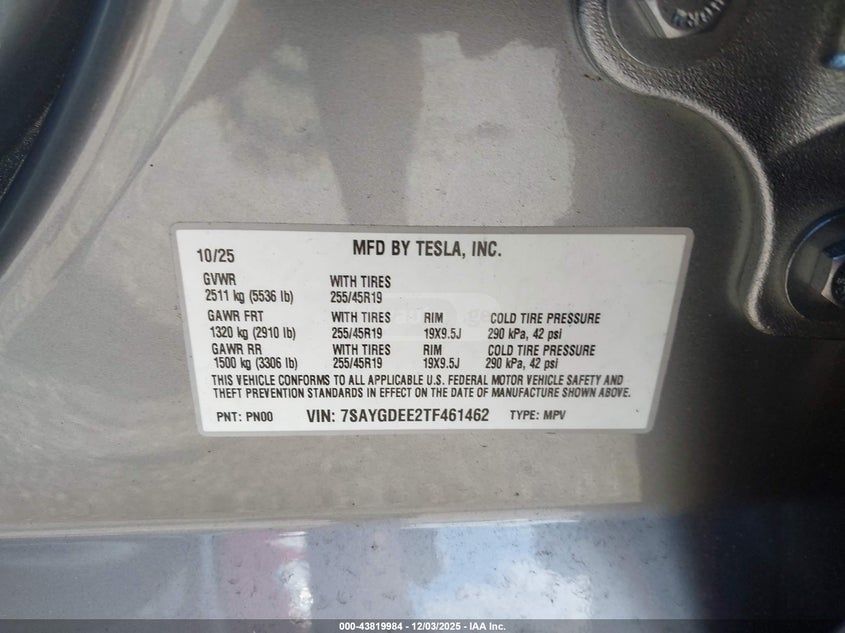 10/25 MFD BY TESLA, INC.
GVWR WITH TIRES
2511 kg (5536 lb) 255/45R19
GAWR FRT WITH TIRES RIM COLD TIRE PRESSURE
1320 kg (2910 lb) 255/45R19 19X9.5J 290 kPa, 42 psi
GAWR RR WITH TIRES RIM COLD TIRE PRESSURE
1500 kg (3306 lb) 255/45R19 19X9.5J 290 kPa, 42 psi
THIS VEHICLE CONFORMS TO ALL APPLICABLE U.S. FEDERAL MOTOR VEHICLE SAFETY AND
THEFT PREVENTION STANDARDS IN EFFECT ON THE DATE OF MANUFACTURE SHOWN ABOVE.
PNT: PN00 VIN: 7SAYGDEE2TF461462 TYPE: MPV
000-43819984 - 12/03/2025 - IAA Inc.